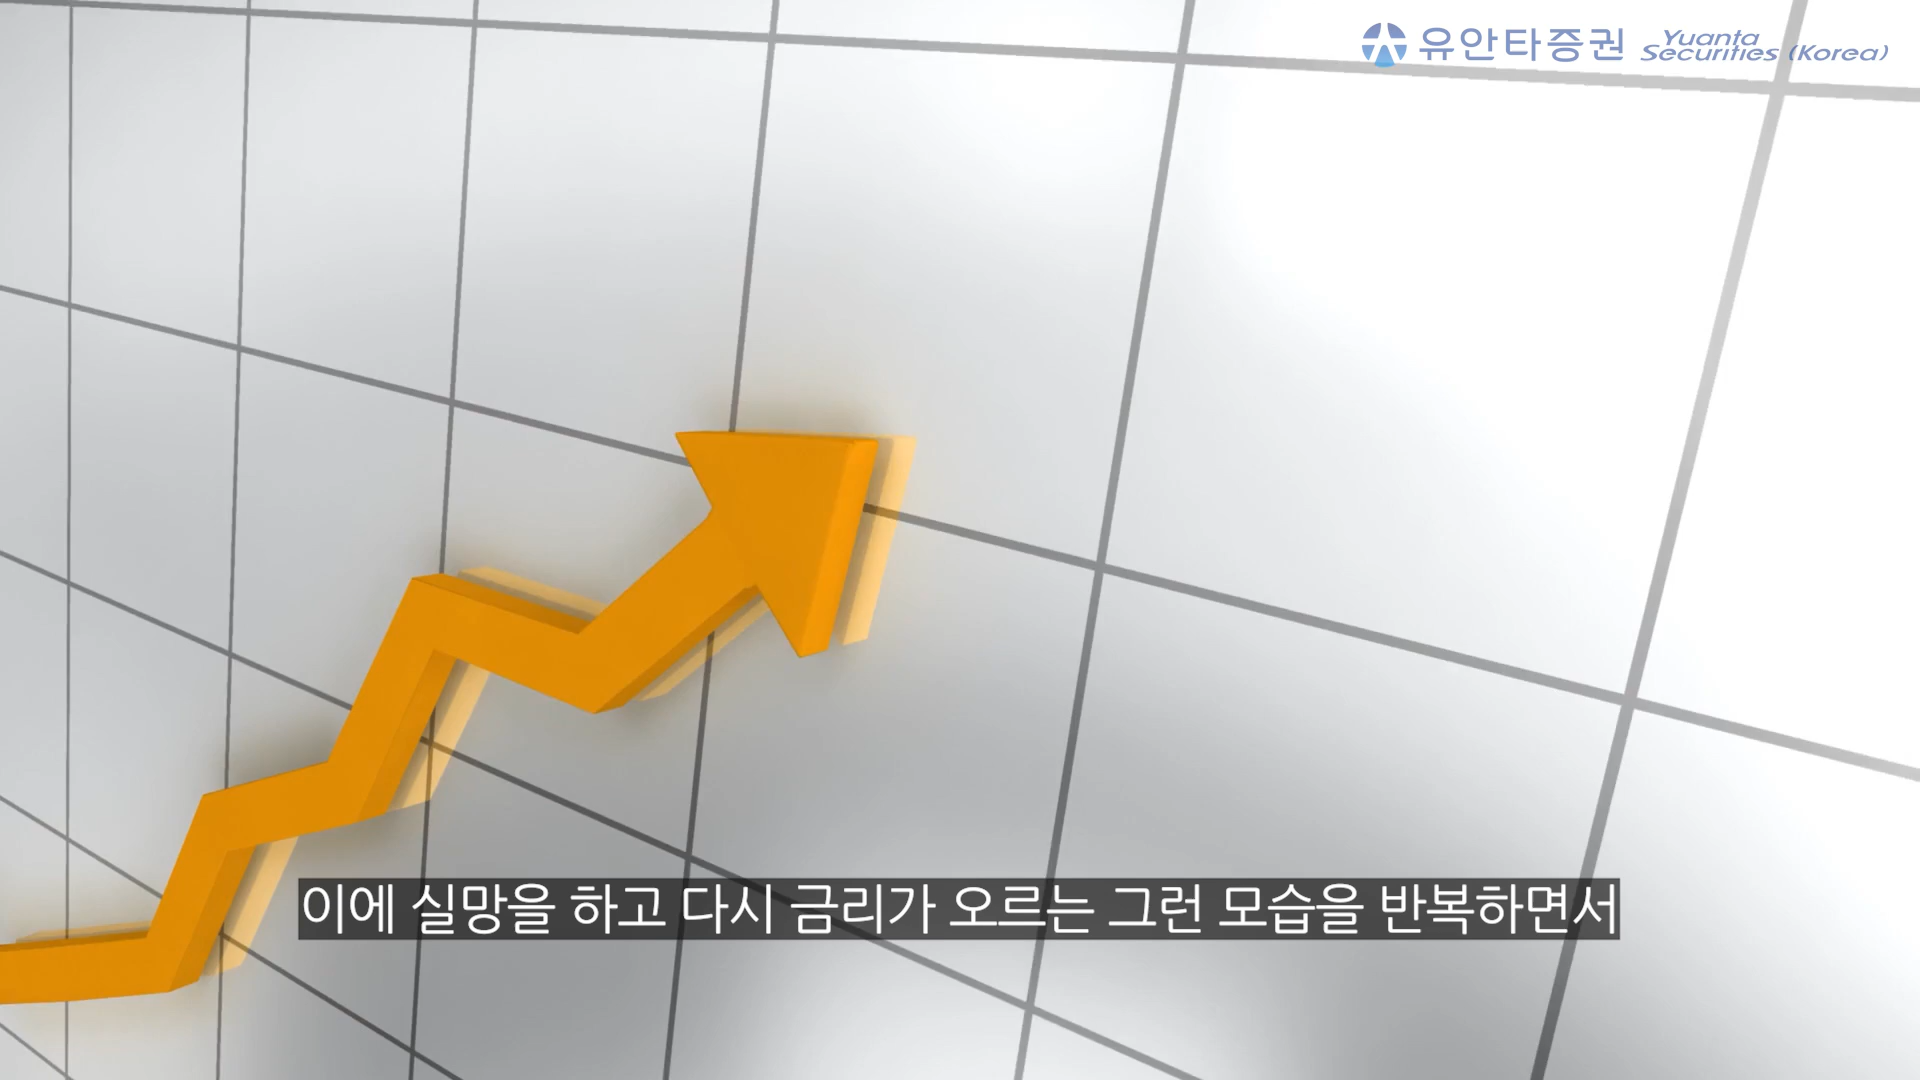 유안타증권 Yuanta Securities (Korea)
이에 실망을 하고 다시 금리가 오르는 그런 모습을 반복하면서